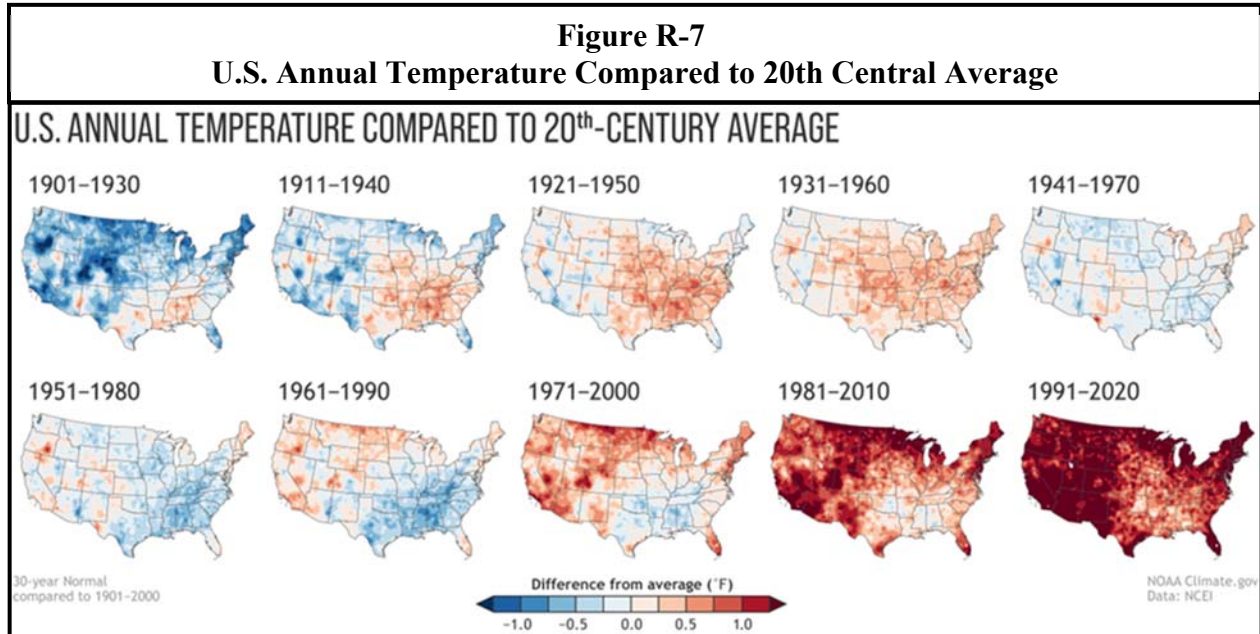 Figure R-7
U.S. Annual Temperature Compared to 20th Central Average
U.S. ANNUAL TEMPERATURE COMPARED TO 20th-CENTURY AVERAGE
1901–1930 1911–1940 1921–1950 1931–1960 1941–1970
1951–1980 1961–1990 1971–2000 1981–2010 1991–2020
30-year Normal
compared to 1901–2000
Difference from average (°F)
-1.0 -0.5 0.0 0.5 1.0
NOAA Climate.gov
Data: NCEI